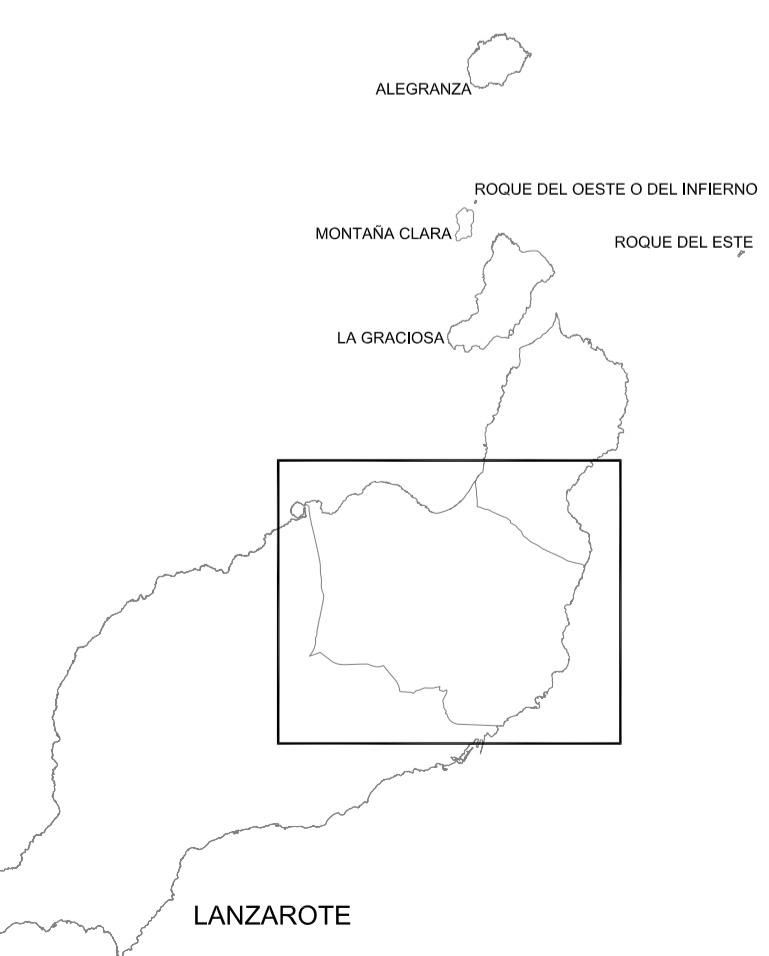 ALEGRANZA
ROQUE DEL OESTE O DEL INFIERNO
MONTAÑA CLARA
ROQUE DEL ESTE
LA GRACIOSA
LANZAROTE